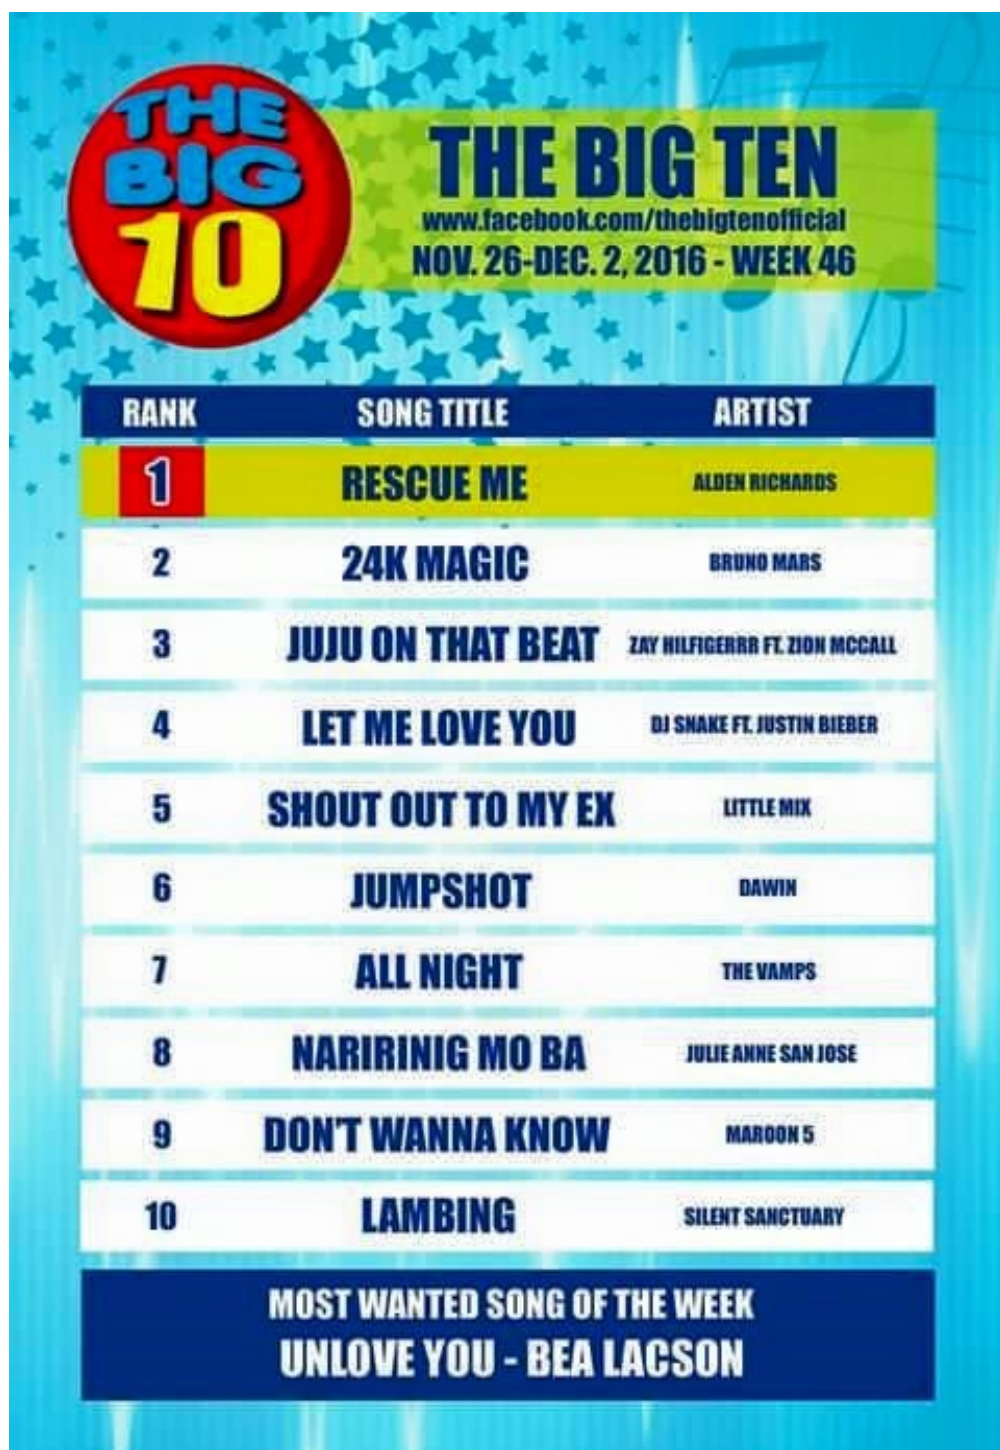 THE
BIG
10
THE BIG TEN
www.facebook.com/thebigtenofficial
NOV. 26-DEC. 2, 2016 - WEEK 46
RANK SONG TITLE ARTIST
1 RESCUE ME ALDEN RICHARDS
2 24K MAGIC BRUNO MARS
3 JUJU ON THAT BEAT ZAY HILFIGERRR FT. ZION MCCALL
4 LET ME LOVE YOU DJ SNAKE FT. JUSTIN BIEBER
5 SHOUT OUT TO MY EX LITTLE MIX
6 JUMPSHOT DAWIN
7 ALL NIGHT THE VAMPS
8 NARIRINIG MO BA JULIE ANNE SAN JOSE
9 DON'T WANNA KNOW MAROON 5
10 LAMBING SILENT SANCTUARY
MOST WANTED SONG OF THE WEEK
UNLOVE YOU - BEA LACSON